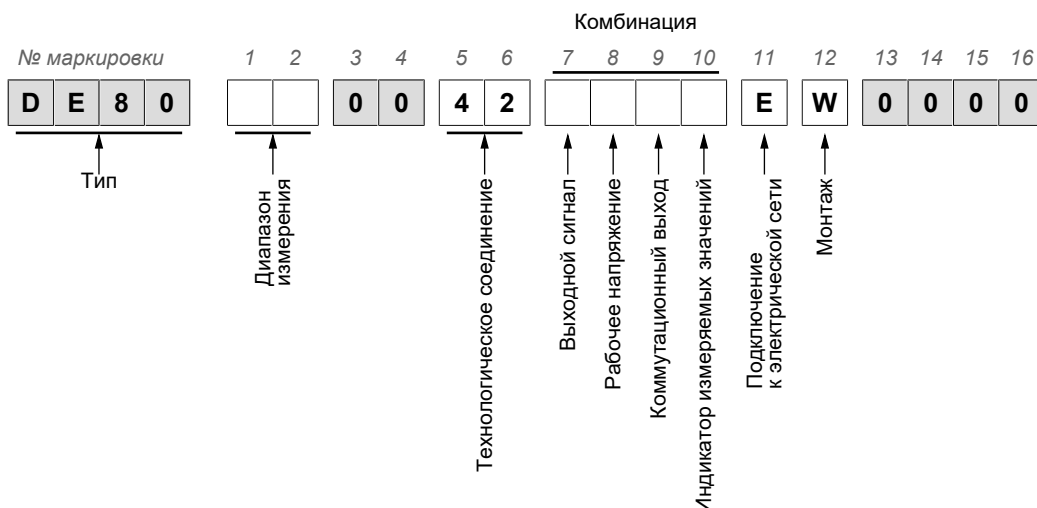 Комбинация
№ маркировки 1 2 3 4 5 6 7 8 9 10 11 12 13 14 15 16
D E 8 0 0 0 4 2 E W 0 0 0 0
Тип
Диапазон
измерения
Технологическое соединение
Выходной сигнал
Рабочее напряжение
Коммутационный выход
Индикатор измеряемых значений
Подключение
к электрической сети
Монтаж